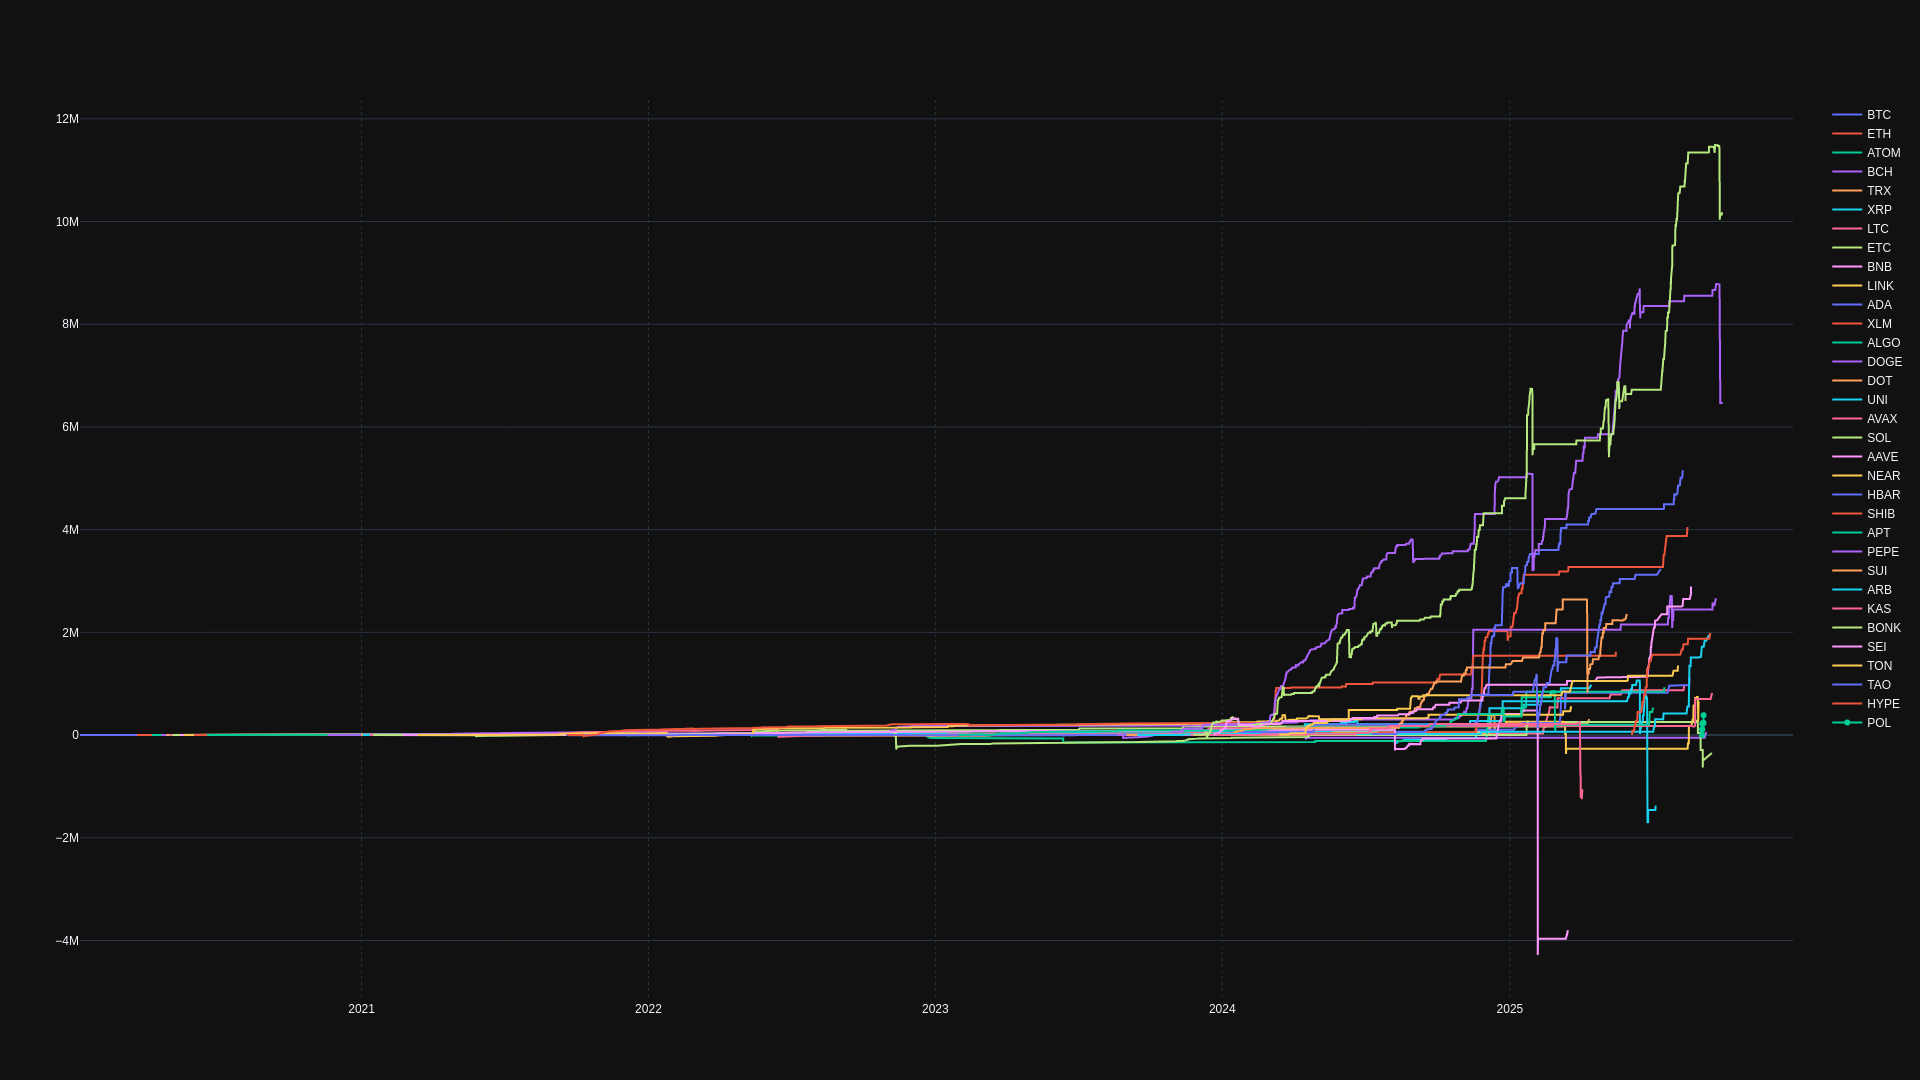 12M
10M
8M
6M
4M
2M
0
−2M
−4M
2021
2022
2023
2024
2025
BTC
ETH
ATOM
BCH
TRX
XRP
LTC
ETC
BNB
LINK
ADA
XLM
ALGO
DOGE
DOT
UNI
AVAX
SOL
AAVE
NEAR
HBAR
SHIB
APT
PEPE
SUI
ARB
KAS
BONK
SEI
TON
TAO
HYPE
POL